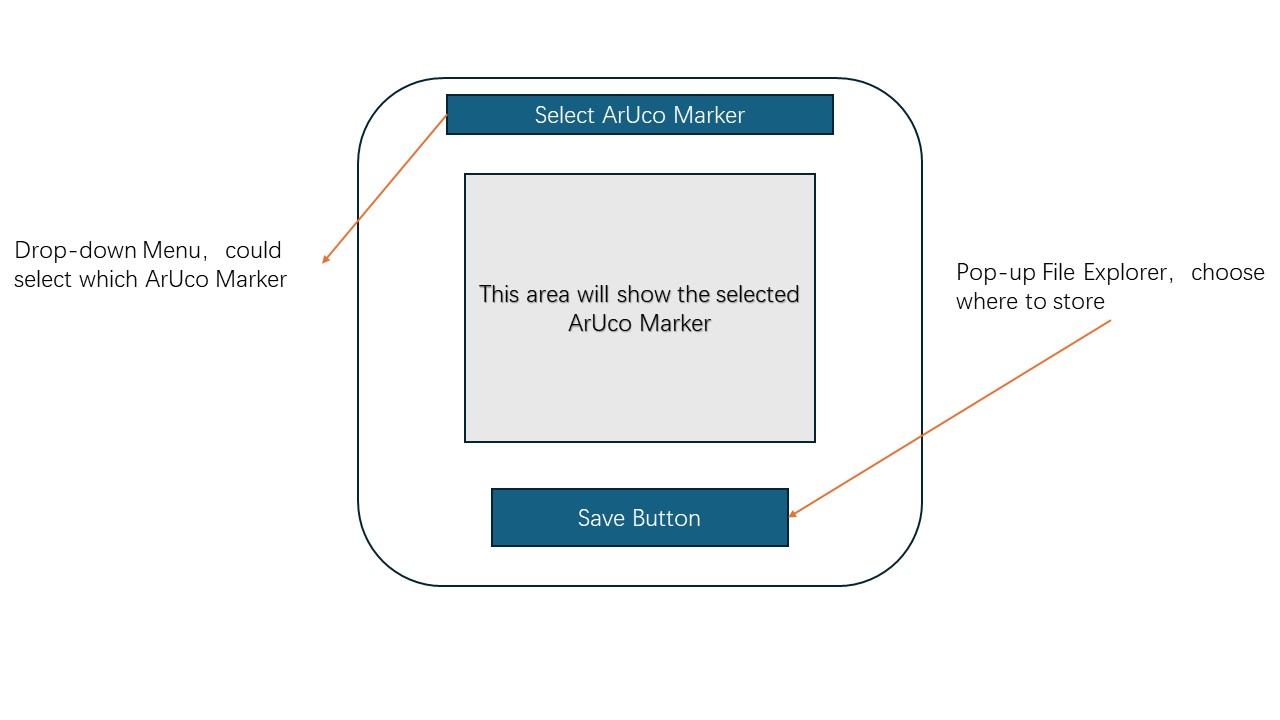 Select ArUco Marker
Drop-down Menu， could
select which ArUco Marker
This area will show the selected
ArUco Marker
Pop-up File Explorer， choose
where to store
Save Button